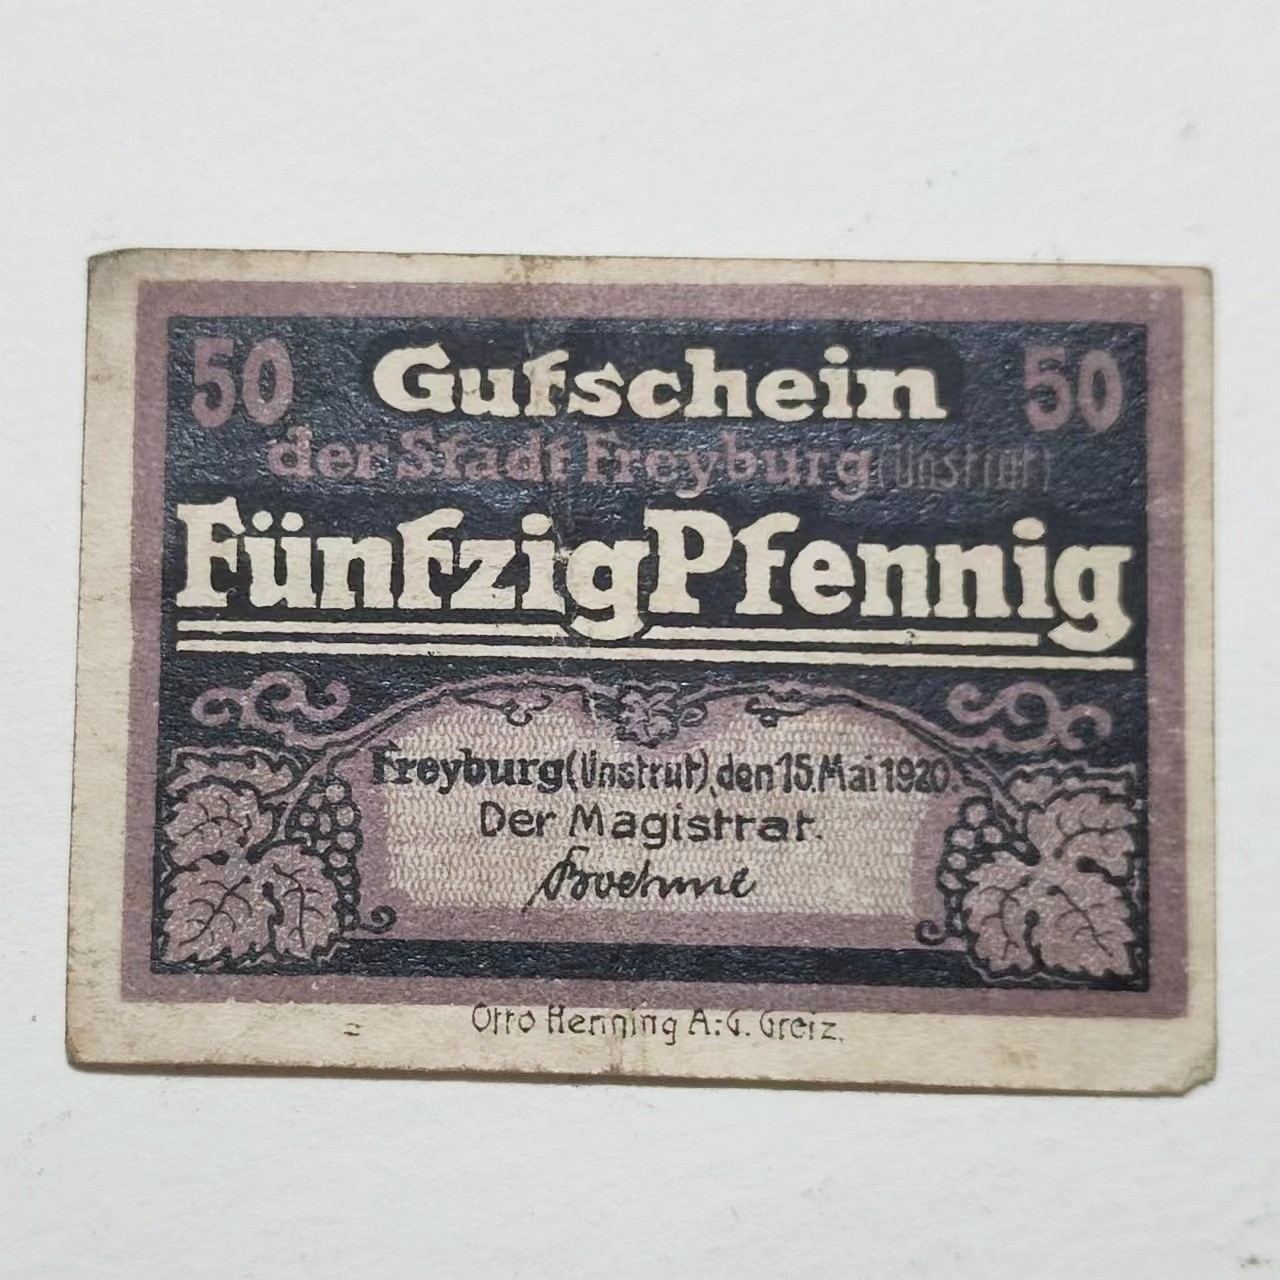 50 Gutschein 50
der Stadt Freyburg (Unstrut)
Fünfzig Pfennig
Freyburg (Unstrut), den 15. Mai 1920.
Der Magistrat.
Boehme
Otto Henning A.-G. Greiz.